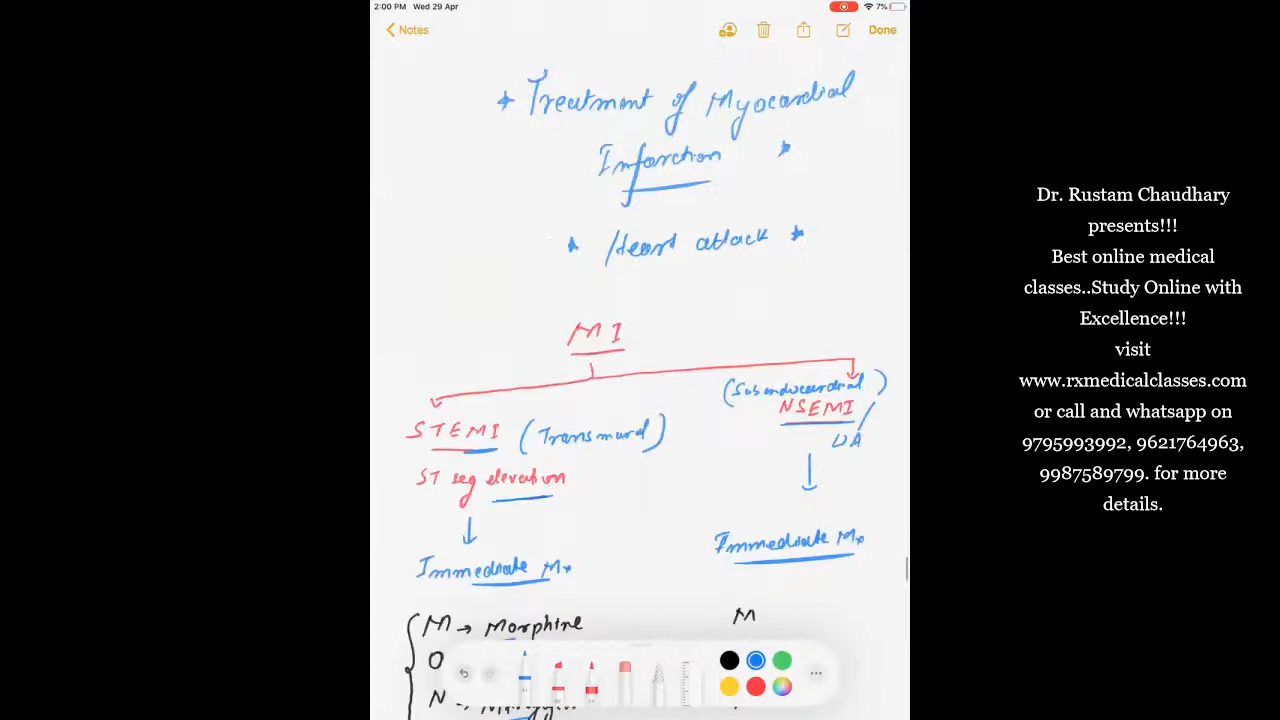 2:00 PM Wed 29 Apr
7%
Notes
Done
Treatment of Myocardial
Infarction
Heart attack
MI
(Subendocardial)
NSEMI /
UA
STEMI (Transmural)
ST seg elevation
Immediate Mx
Immediate Mx
M → Morphine
M
O
N →
Dr. Rustam Chaudhary
presents!!!
Best online medical
classes..Study Online with
Excellence!!!
visit
www.rxmedicalclasses.com
or call and whatsapp on
9795993992, 9621764963,
9987589799. for more
details.